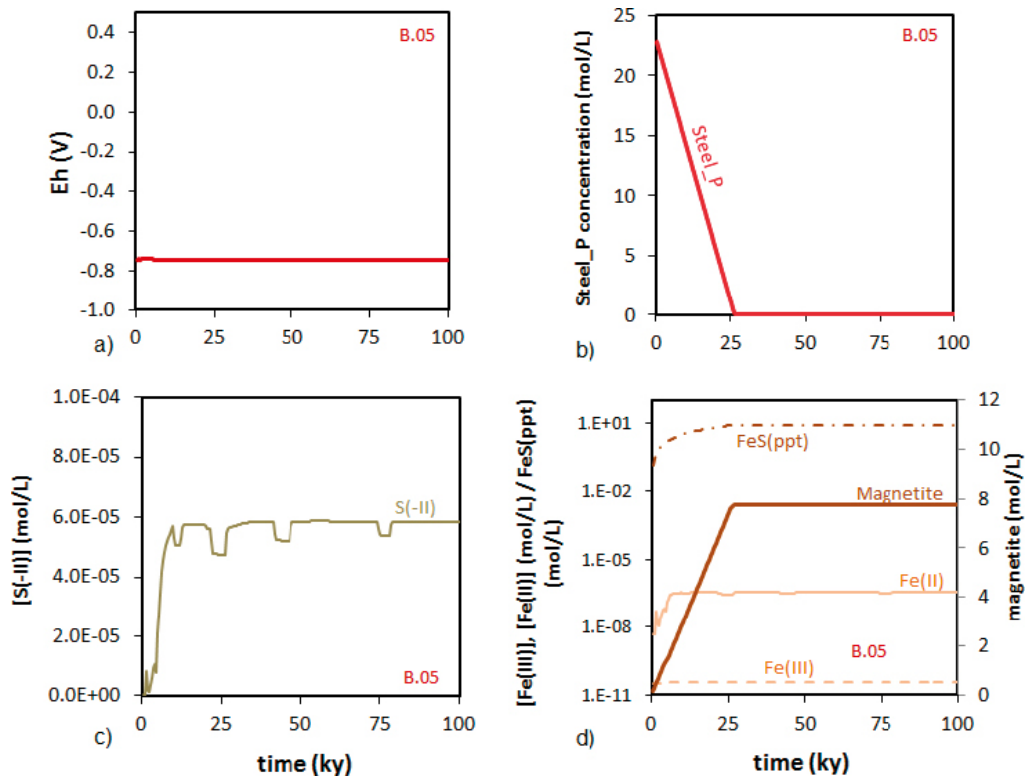 B.05
Eh (V)
0.4
0.2
0.0
-0.2
-0.4
-0.6
-0.8
-1.0
0 25 50 75 100
a)
B.05
Steel_P concentration (mol/L)
25
20
15
10
5
0
Steel_P
0 25 50 75 100
b)
[S(-II)] (mol/L)
1.0E-04
8.0E-05
6.0E-05
4.0E-05
2.0E-05
0.0E+00
S(-II)
B.05
0 25 50 75 100
c)
time (ky)
[Fe(III)], [Fe(II)] (mol/L) / FeS(ppt)
(mol/L)
1.E+01
1.E-02
1.E-05
1.E-08
1.E-11
FeS(ppt)
Magnetite
Fe(II)
B.05
Fe(III)
12
10
8
6
4
2
0
magnetite (mol/L)
0 25 50 75 100
d)
time (ky)